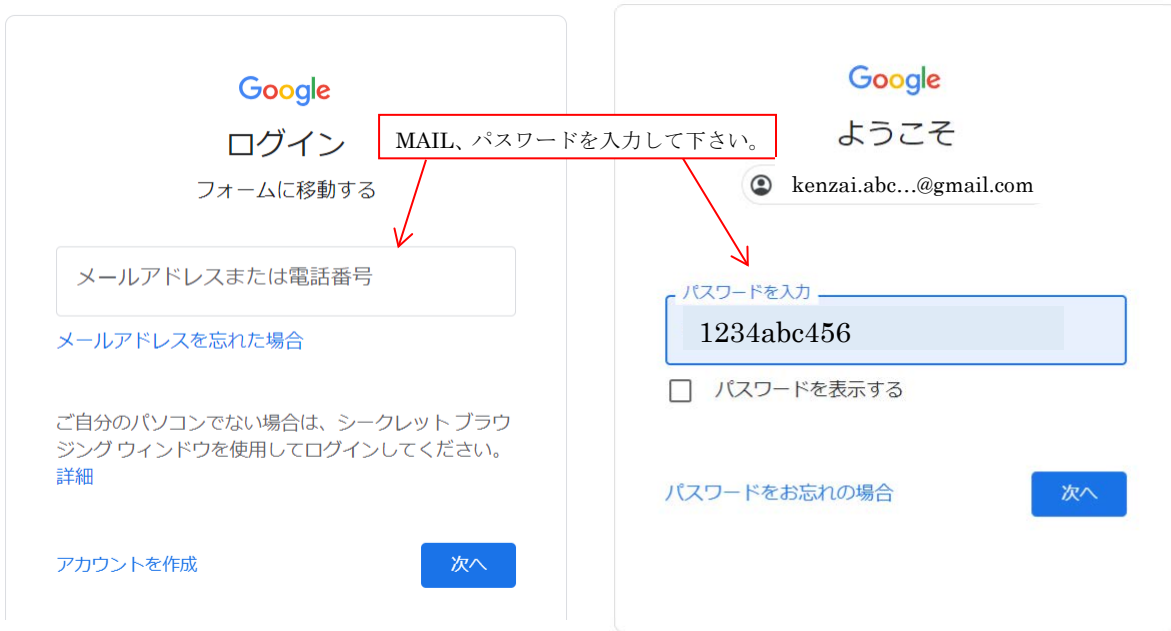 Google
ログイン
フォームに移動する
MAIL、パスワードを入力して下さい。
メールアドレスまたは電話番号
メールアドレスを忘れた場合
ご自分のパソコンでない場合は、シークレット ブラウ
ジング ウィンドウを使用してログインしてください。
詳細
アカウントを作成
次へ
Google
ようこそ
kenzai.abc...@gmail.com
パスワードを入力
1234abc456
パスワードを表示する
パスワードをお忘れの場合
次へ